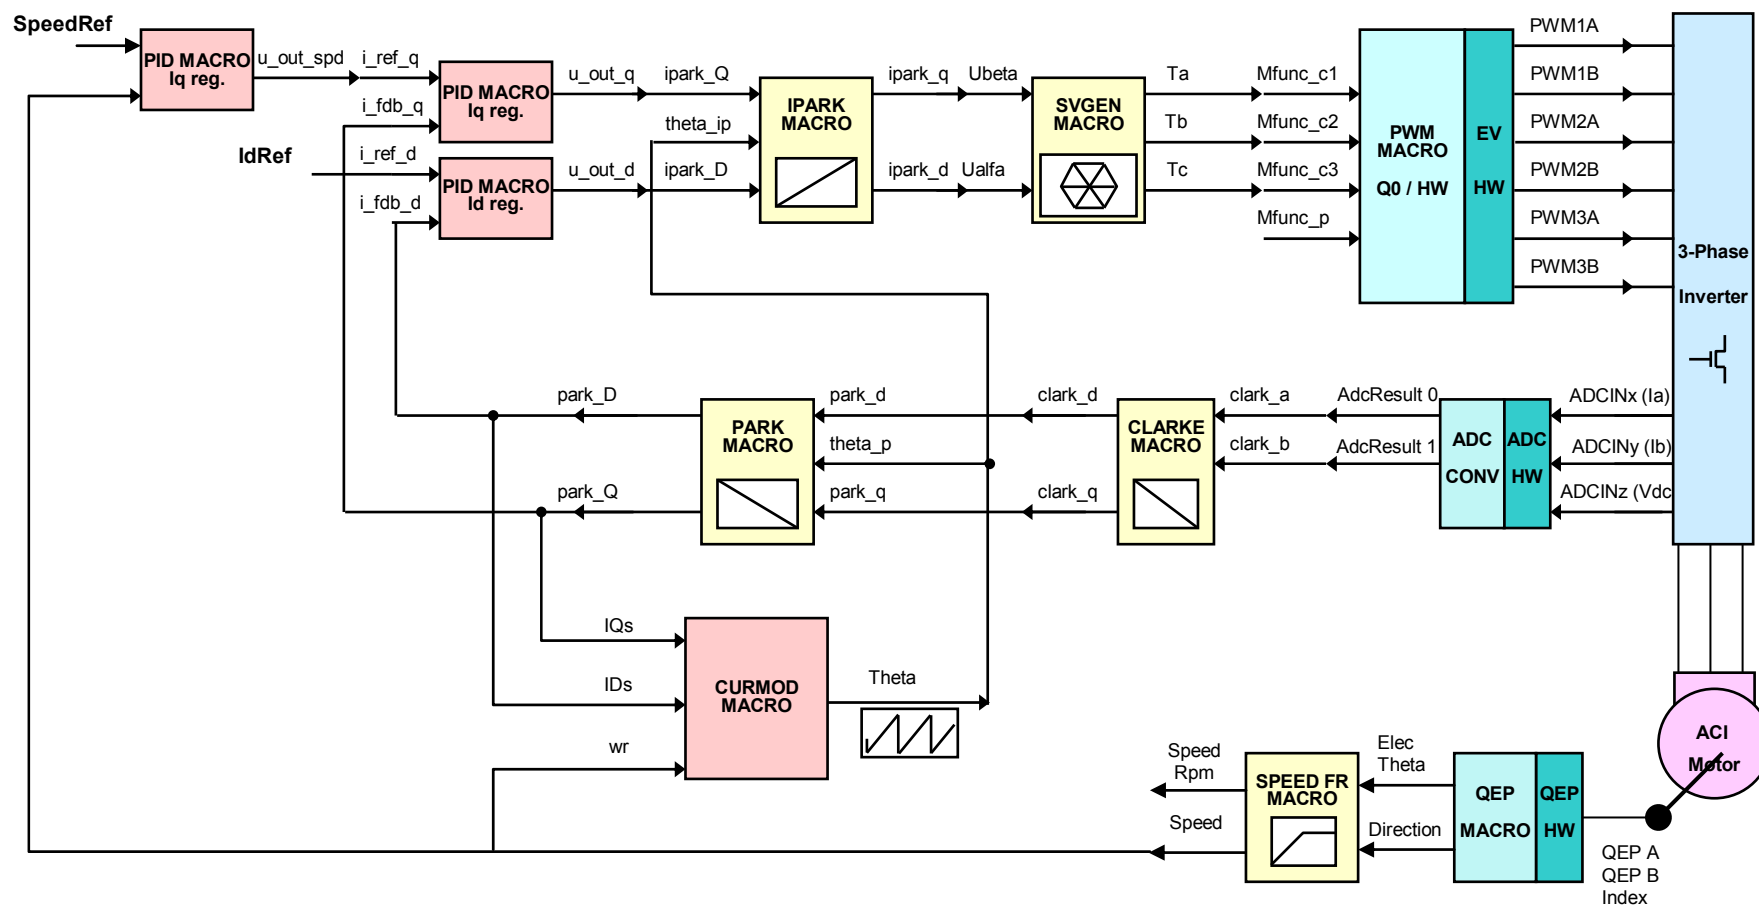 SpeedRef
PID MACRO
Iq reg.
u_out_spd
i_ref_q
i_fdb_q
PID MACRO
Iq reg.
IdRef
i_ref_d
i_fdb_d
PID MACRO
Id reg.
u_out_q
ipark_Q
theta_ip
u_out_d
ipark_D
IPARK
MACRO
ipark_q
Ubeta
ipark_d
Ualfa
SVGEN
MACRO
Ta
Tb
Tc
Mfunc_c1
Mfunc_c2
Mfunc_c3
Mfunc_p
PWM
MACRO
Q0 / HW
EV
HW
PWM1A
PWM1B
PWM2A
PWM2B
PWM3A
PWM3B
3-Phase
Inverter
park_D
park_Q
PARK
MACRO
park_d
theta_p
park_q
clark_d
clark_q
CLARKE
MACRO
clark_a
clark_b
AdcResult 0
AdcResult 1
ADC
CONV
ADC
HW
ADCINx (Ia)
ADCINy (Ib)
ADCINz (Vdc
IQs
IDs
wr
CURMOD
MACRO
Theta
Speed
Rpm
Speed
SPEED FR
MACRO
Elec
Theta
Direction
QEP
MACRO
QEP
HW
ACI
Motor
QEP A
QEP B
Index